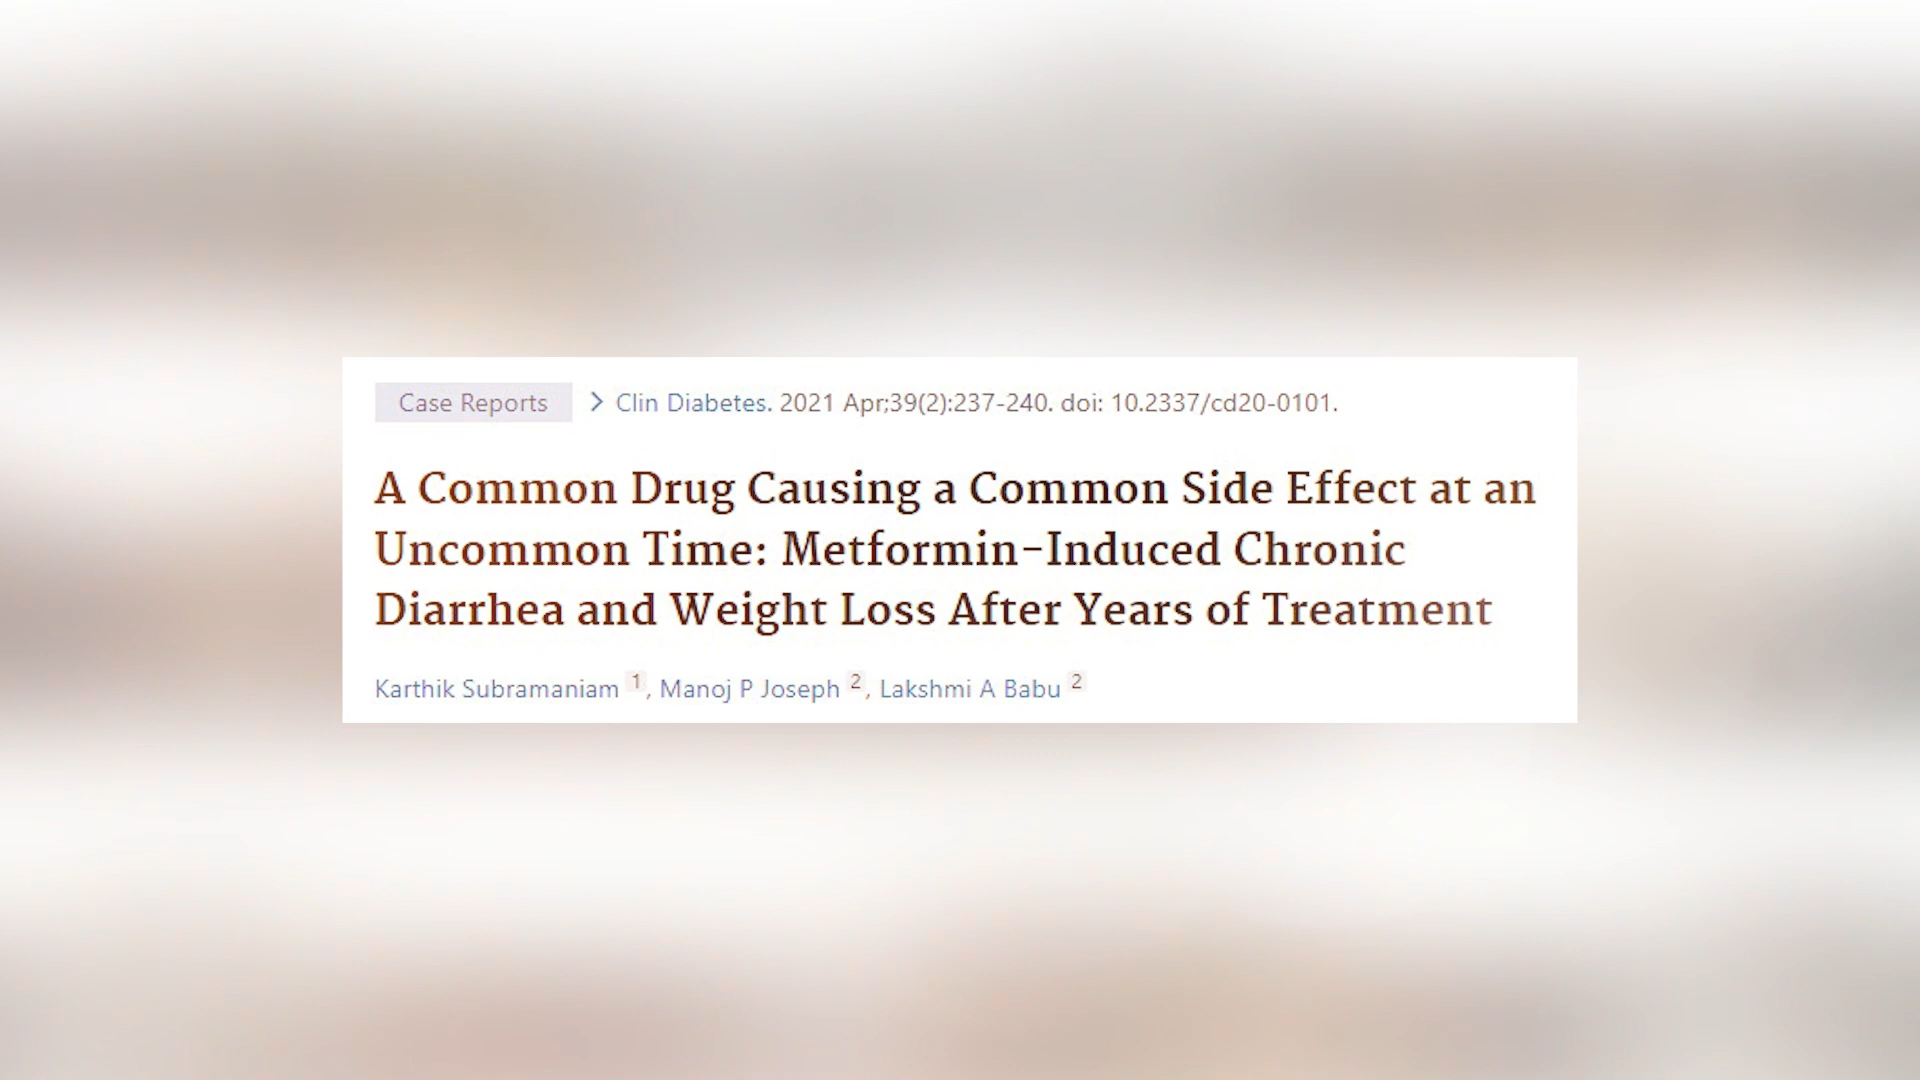 Case Reports > Clin Diabetes. 2021 Apr;39(2):237-240. doi: 10.2337/cd20-0101.
A Common Drug Causing a Common Side Effect at an
Uncommon Time: Metformin-Induced Chronic
Diarrhea and Weight Loss After Years of Treatment
Karthik Subramaniam 1, Manoj P Joseph 2, Lakshmi A Babu 2